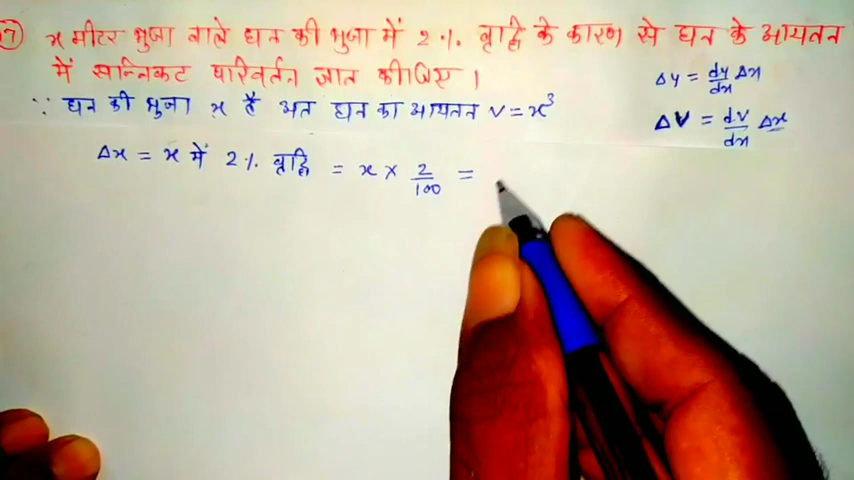 7 x मीटर भुजा वाले घन की भुजा में 2%. वृद्धि के कारण से घन के आयतन
में सन्निकट परिवर्तन ज्ञात कीजिए ।
Δy = dy/dx Δx
∵ घन की भुजा x है अत घन का आयतन V = x³
ΔV = dV/dx Δx
Δx = x में 2%. वृद्धि = x × 2/100 =